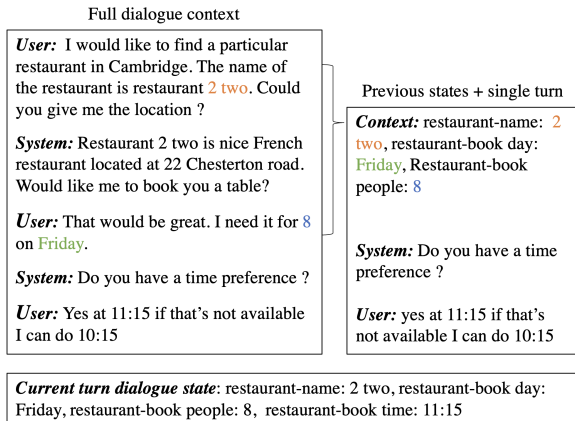 Full dialogue context
User: I would like to find a particular
restaurant in Cambridge. The name of
the restaurant is restaurant 2 two. Could
you give me the location ?
System: Restaurant 2 two is nice French
restaurant located at 22 Chesterton road.
Would like me to book you a table?
User: That would be great. I need it for 8
on Friday.
System: Do you have a time preference ?
User: Yes at 11:15 if that's not available
I can do 10:15
Previous states + single turn
Context: restaurant-name: 2
two, restaurant-book day:
Friday, Restaurant-book
people: 8
System: Do you have a time
preference ?
User: yes at 11:15 if that's
not available I can do 10:15
Current turn dialogue state: restaurant-name: 2 two, restaurant-book day:
Friday, restaurant-book people: 8, restaurant-book time: 11:15